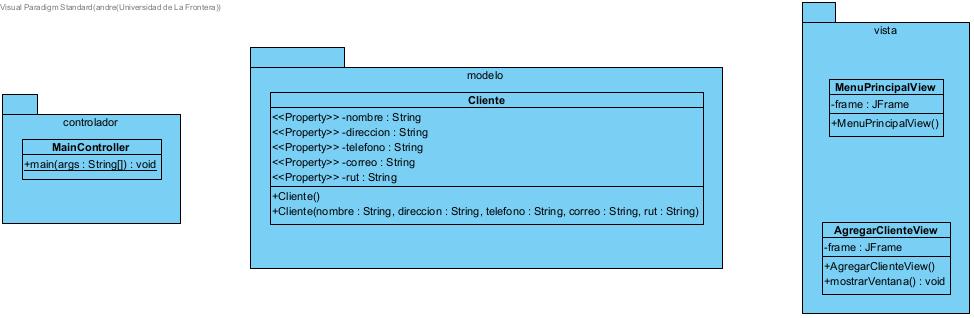 Visual Paradigm Standard(andre(Universidad de La Frontera))
controlador
MainController
+main(args : String[]) : void
modelo
Cliente
<<Property>> -nombre : String
<<Property>> -direccion : String
<<Property>> -telefono : String
<<Property>> -correo : String
<<Property>> -rut : String
+Cliente()
+Cliente(nombre : String, direccion : String, telefono : String, correo : String, rut : String)
vista
MenuPrincipalView
-frame : JFrame
+MenuPrincipalView()
AgregarClienteView
-frame : JFrame
+AgregarClienteView()
+mostrarVentana() : void